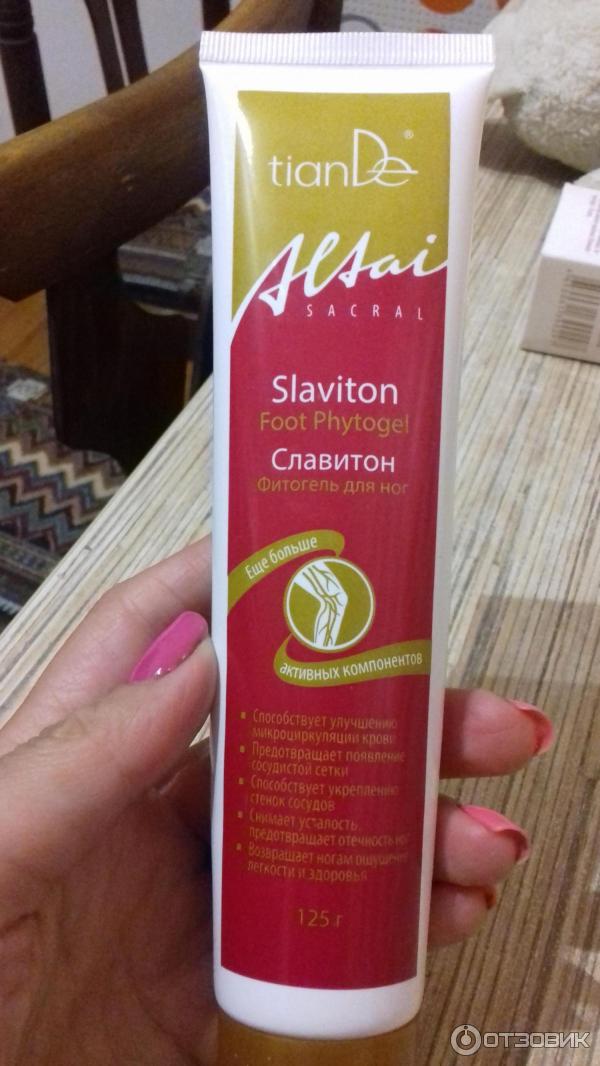 tianDe®
Altai
SACRAL
Slaviton
Foot Phytogel
Славитон
Фитогель для ног
Еще больше
активных компонентов
▪ Способствует улучшению
микроциркуляции крови
▪ Предотвращает появление
сосудистой сетки
▪ Способствует укреплению
стенок сосудов
▪ Снимает усталость,
предотвращает отечность ног
▪ Возвращает ногам ощущение
легкости и здоровья
125 г
ОТЗОВИК